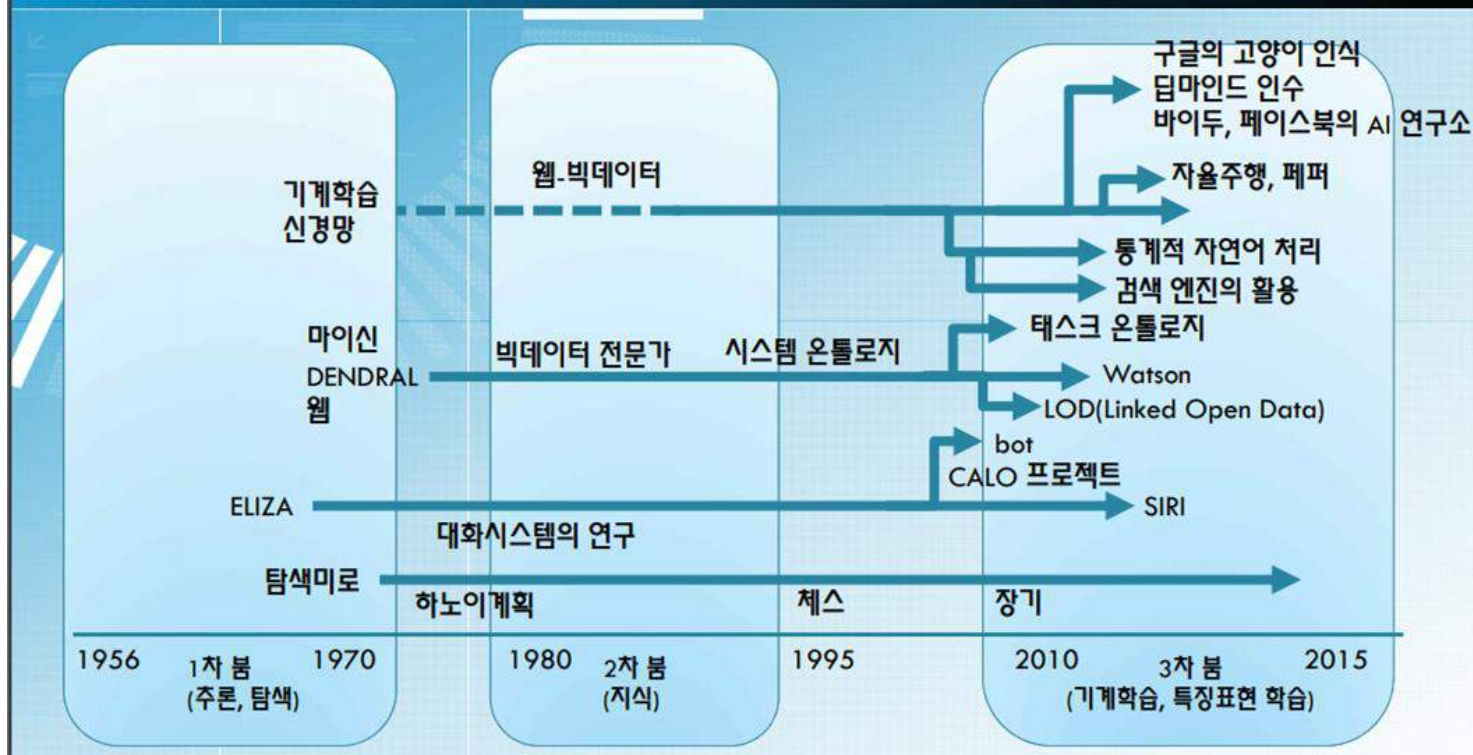 구글의 고양이 인식
딥마인드 인수
바이두, 페이스북의 AI 연구소
웹-빅데이터
자율주행, 페퍼
기계학습
신경망
통계적 자연어 처리
검색 엔진의 활용
마이신
DENDRAL
웹
빅데이터 전문가
시스템 온톨로지
태스크 온톨로지
Watson
LOD(Linked Open Data)
bot
CALO 프로젝트
ELIZA
SIRI
대화시스템의 연구
탐색미로
하노이계획
체스
장기
1956
1차 붐
(추론, 탐색)
1970
1980
2차 붐
(지식)
1995
2010
3차 붐
(기계학습, 특징표현 학습)
2015